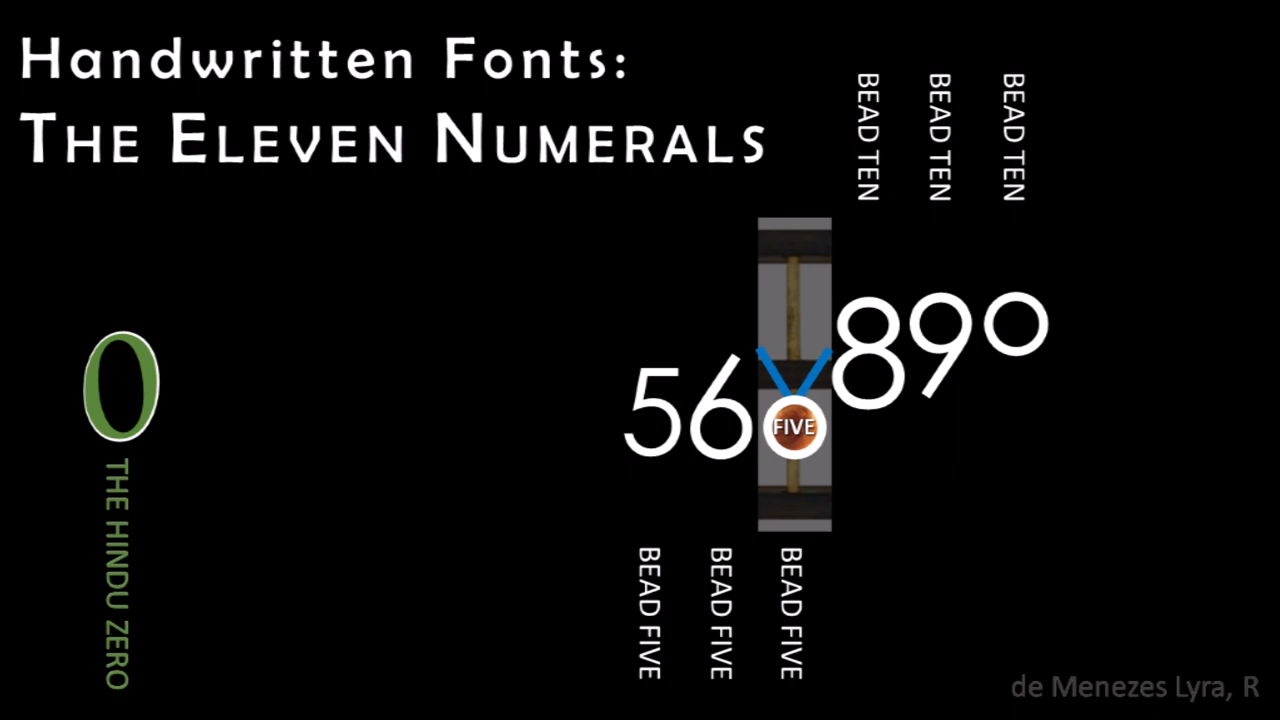 Handwritten Fonts:
THE ELEVEN NUMERALS
BEAD TEN
BEAD TEN
BEAD TEN
0
56
FIVE
89
THE HINDU ZERO
BEAD FIVE
BEAD FIVE
BEAD FIVE
de Menezes Lyra, R